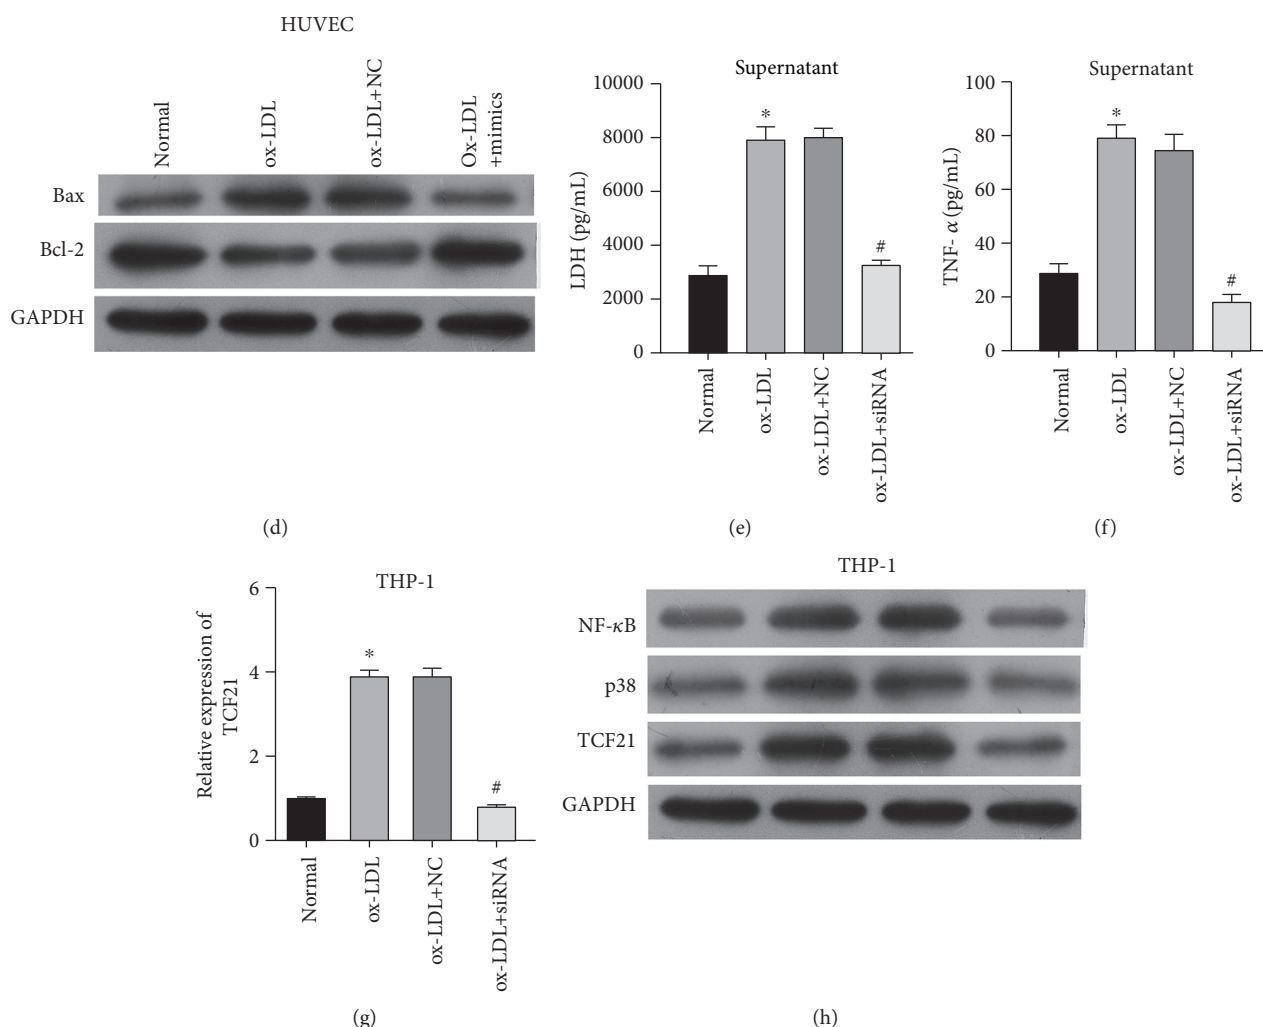 HUVEC
Normal
ox-LDL
ox-LDL+NC
Ox-LDL
+mimics
Bax
Bcl-2
GAPDH
(d)
Supernatant
LDH (pg/mL)
10000
8000
6000
4000
2000
0
*
#
Normal
ox-LDL
ox-LDL+NC
ox-LDL+siRNA
(e)
Supernatant
TNF- α (pg/mL)
100
80
60
40
20
0
*
#
Normal
ox-LDL
ox-LDL+NC
ox-LDL+siRNA
(f)
THP-1
Relative expression of
TCF21
6
4
2
0
*
#
Normal
ox-LDL
ox-LDL+NC
ox-LDL+siRNA
(g)
THP-1
NF-κB
p38
TCF21
GAPDH
(h)